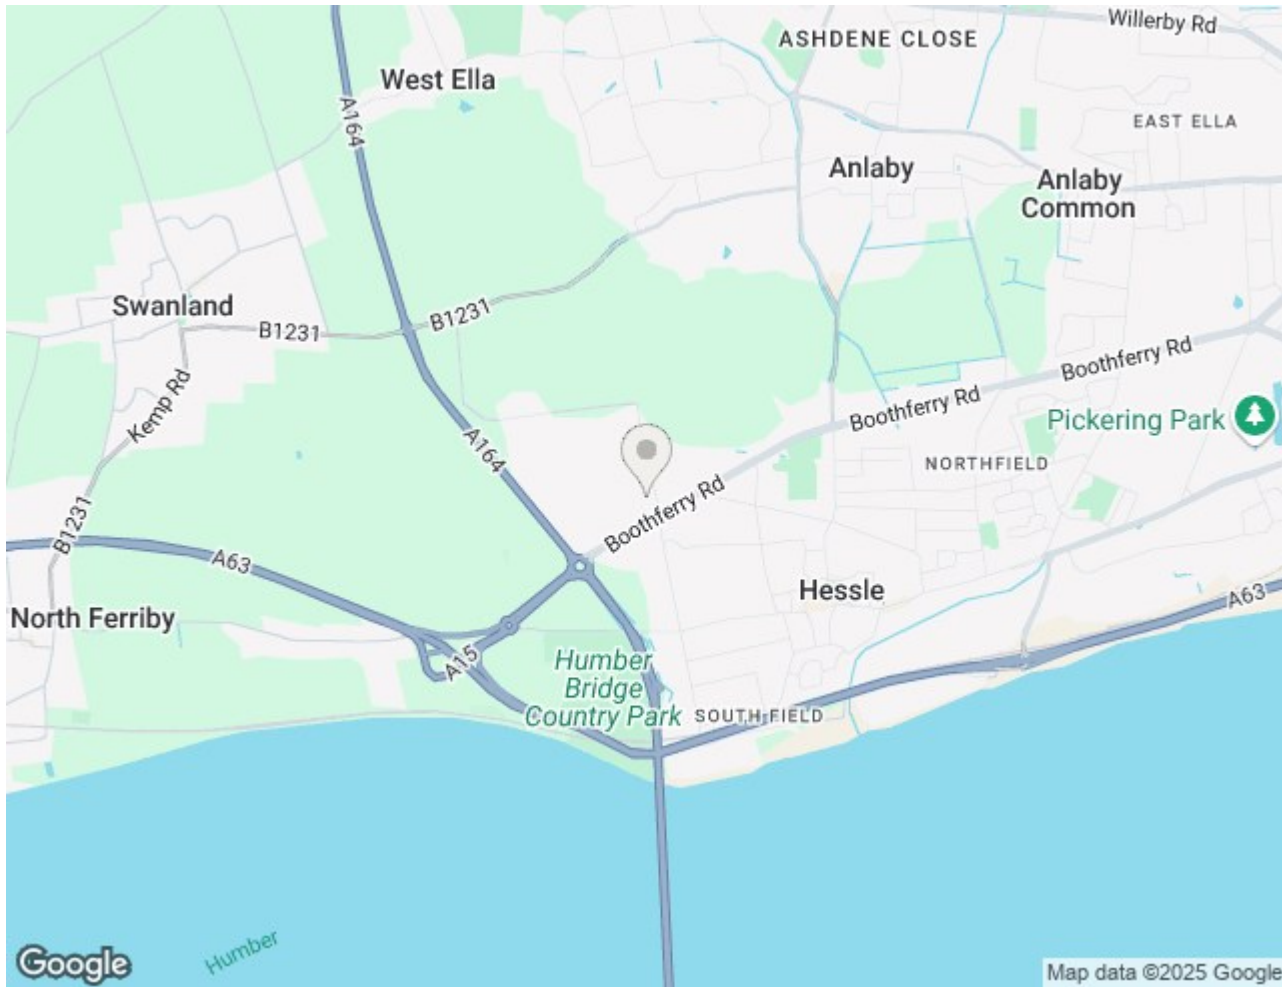 Willerby Rd
ASHDENE CLOSE
West Ella
A164
EAST ELLA
Anlaby
Anlaby
Common
Swanland
B1231
B1231
Kemp Rd
Boothferry Rd
Boothferry Rd
Pickering Park
A164
NORTHFIELD
Boothferry Rd
B1231
A63
Hessle
A63
North Ferriby
A15
Humber
Bridge
Country Park
SOUTH FIELD
Humber
Google
Map data ©2025 Google